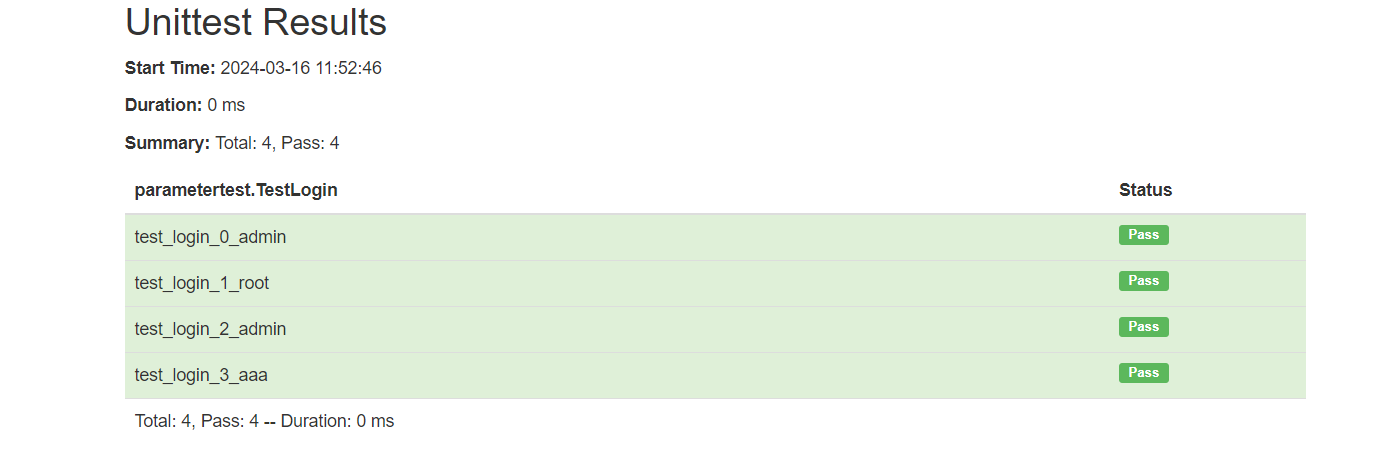 Unittest Results
Start Time: 2024-03-16 11:52:46
Duration: 0 ms
Summary: Total: 4, Pass: 4
parametertest.TestLogin Status
test_login_0_admin Pass
test_login_1_root Pass
test_login_2_admin Pass
test_login_3_aaa Pass
Total: 4, Pass: 4 -- Duration: 0 ms